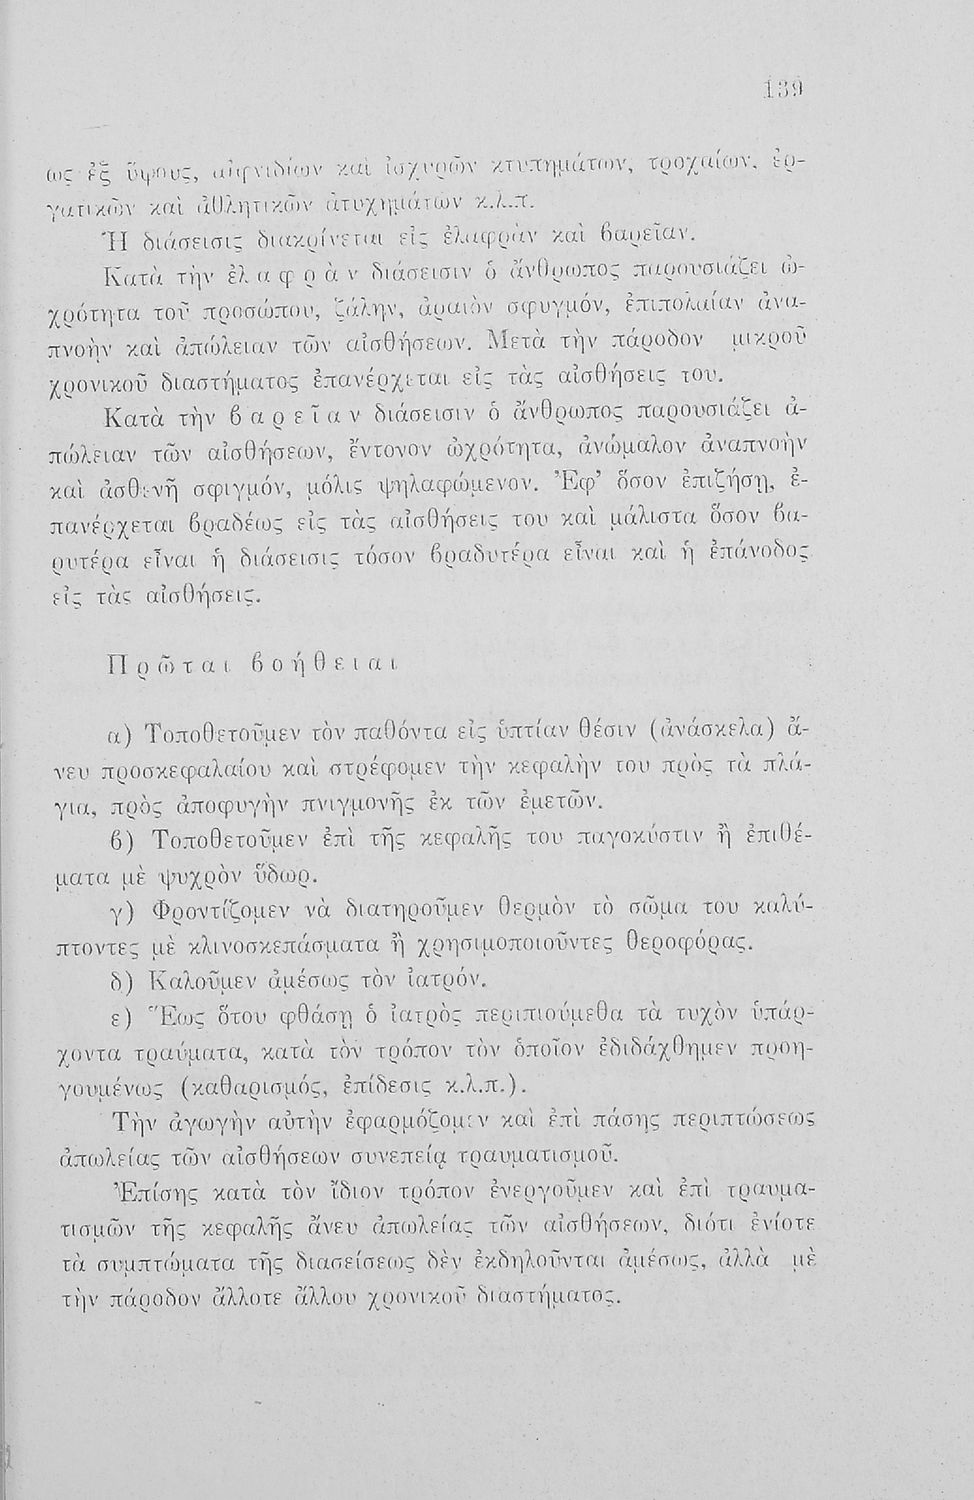 139
ως ἐξ ὕψους, αἰφνιδίων καὶ ἰσχυρῶν κτυπημάτων, τροχαίων, ἐρ-
γατικῶν καὶ ἀθλητικῶν ἀτυχημάτων κ.λ.π.
Ἡ διάσεισις διακρίνεται εἰς ἐλαφρὰν καὶ βαρεῖαν.
Κατὰ τὴν ἐλαφρὰν διάσεισιν ὁ ἄνθρωπος παρουσιάζει ὠ-
χρότητα τοῦ προσώπου, ζάλην, ἀραιὸν σφυγμόν, ἐπιπολαίαν ἀνα-
πνοὴν καὶ ἀπώλειαν τῶν αἰσθήσεων. Μετὰ τὴν πάροδον μικροῦ
χρονικοῦ διαστήματος ἐπανέρχεται εἰς τὰς αἰσθήσεις του.
Κατὰ τὴν βαρεῖαν διάσεισιν ὁ ἄνθρωπος παρουσιάζει ἀ-
πώλειαν τῶν αἰσθήσεων, ἔντονον ὠχρότητα, ἀνώμαλον ἀναπνοὴν
καὶ ἀσθενῆ σφιγμόν, μόλις ψηλαφώμενον. Ἐφ’ ὅσον ἐπιζήσῃ, ἐ-
πανέρχεται βραδέως εἰς τὰς αἰσθήσεις του καὶ μάλιστα ὅσον βα-
ρυτέρα εἶναι ἡ διάσεισις τόσον βραδυτέρα εἶναι καὶ ἡ ἐπάνοδος
εἰς τὰς αἰσθήσεις.
Πρῶται βοήθειαι
α) Τοποθετοῦμεν τὸν παθόντα εἰς ὑπτίαν θέσιν (ἀνάσκελα) ἄ-
νευ προσκεφαλαίου καὶ στρέφομεν τὴν κεφαλὴν του πρὸς τὰ πλά-
για, πρὸς ἀποφυγὴν πνιγμονῆς ἐκ τῶν ἐμετῶν.
β) Τοποθετοῦμεν ἐπὶ τῆς κεφαλῆς του παγοκύστιν ἢ ἐπιθέ-
ματα μὲ ψυχρὸν ὕδωρ.
γ) Φροντίζομεν νὰ διατηροῦμεν θερμὸν τὸ σῶμα του καλύ-
πτοντες μὲ κλινοσκεπάσματα ἢ χρησιμοποιοῦντες θεροφόρας.
δ) Καλοῦμεν ἀμέσως τὸν ἰατρόν.
ε) Ἕως ὅτου φθάσῃ ὁ ἰατρὸς περιπιούμεθα τὰ τυχὸν ὑπάρ-
χοντα τραύματα, κατὰ τὸν τρόπον τὸν ὁποῖον ἐδιδάχθημεν προη-
γουμένως (καθαρισμός, ἐπίδεσις κ.λ.π.).
Τὴν ἀγωγὴν αὐτὴν ἐφαρμόζομεν καὶ ἐπὶ πάσης περιπτώσεως
ἀπωλείας τῶν αἰσθήσεων συνεπείᾳ τραυματισμοῦ.
Ἐπίσης κατὰ τὸν ἴδιον τρόπον ἐνεργοῦμεν καὶ ἐπὶ τραυμα-
τισμῶν τῆς κεφαλῆς ἄνευ ἀπωλείας τῶν αἰσθήσεων, διότι ἐνίοτε
τὰ συμπτώματα τῆς διασείσεως δὲν ἐκδηλοῦνται ἀμέσως, ἀλλὰ μὲ
τὴν πάροδον ἄλλοτε ἄλλου χρονικοῦ διαστήματος.